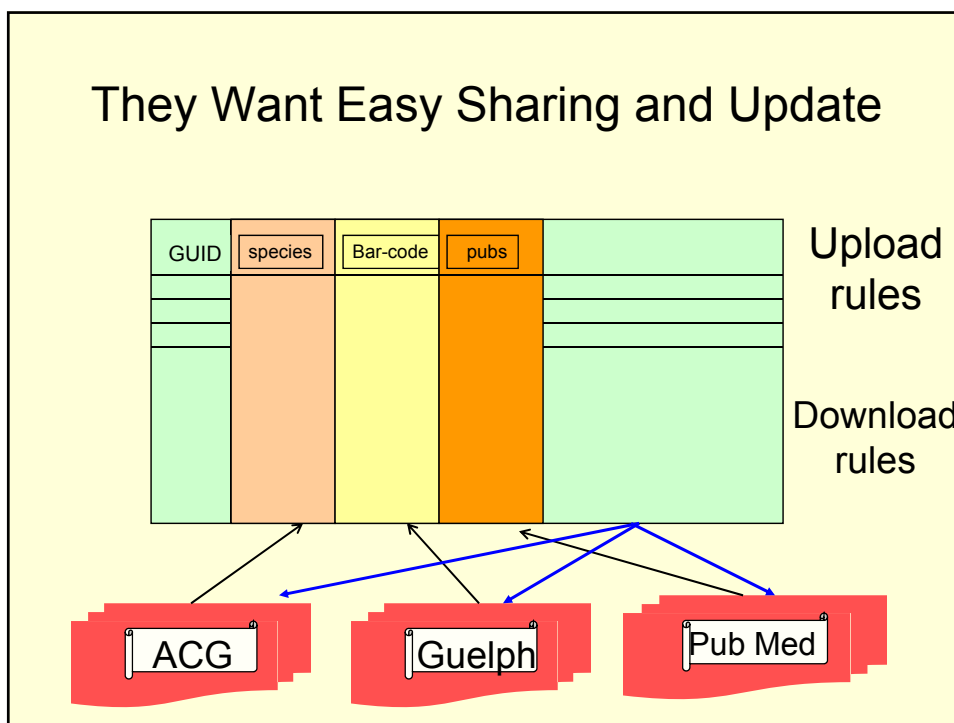 They Want Easy Sharing and Update
GUID
species
Bar-code
pubs
Upload
rules
Download
rules
ACG
Guelph
Pub Med